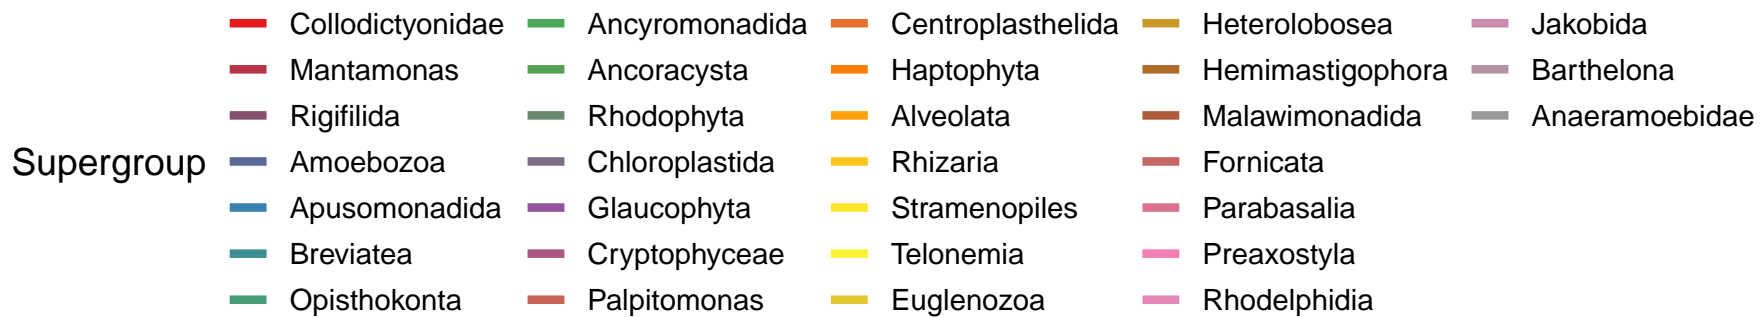 Supergroup
Collodictyonidae
Mantamonas
Rigifilida
Amoebozoa
Apusomonadida
Breviatea
Opisthokonta
Ancyromonadida
Ancoracysta
Rhodophyta
Chloroplastida
Glaucophyta
Cryptophyceae
Palpitomonas
Centroplasthelida
Haptophyta
Alveolata
Rhizaria
Stramenopiles
Telonemia
Euglenozoa
Heterolobosea
Hemimastigophora
Malawimonadida
Fornicata
Parabasalia
Preaxostyla
Rhodelphidia
Jakobida
Barthelona
Anaeramoebidae